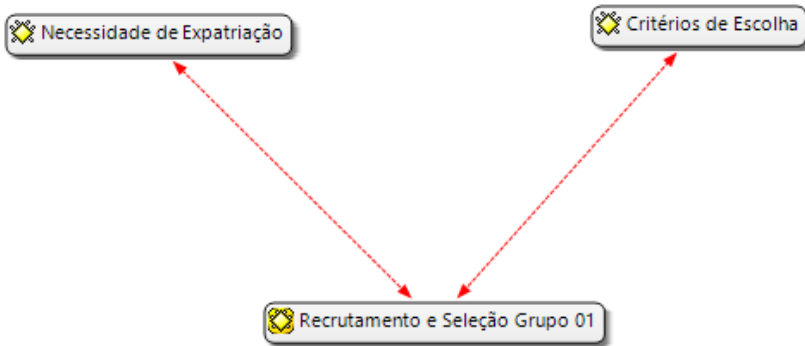 Necessidade de Expatriação
Critérios de Escolha
Recrutamento e Seleção Grupo 01